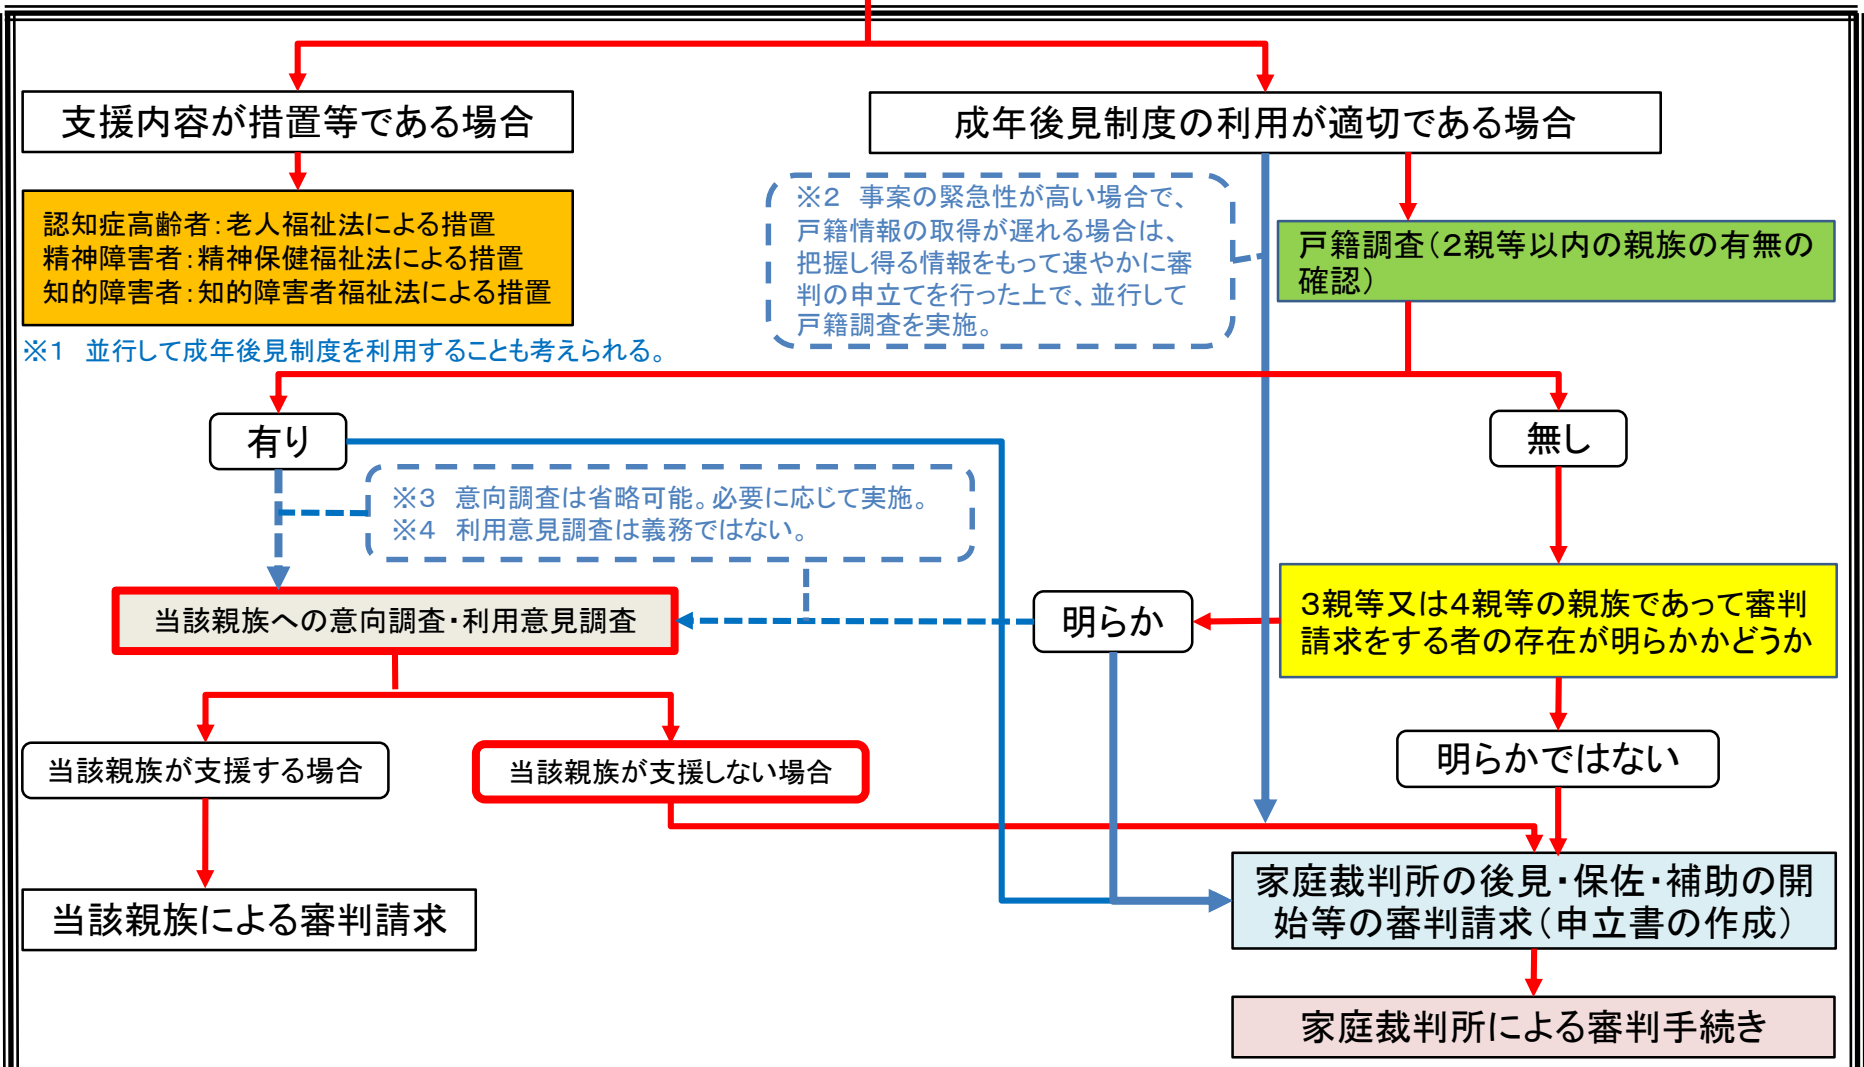 支援内容が措置等である場合
成年後見制度の利用が適切である場合
認知症高齢者：老人福祉法による措置
精神障害者：精神保健福祉法による措置
知的障害者：知的障害者福祉法による措置
※1　並行して成年後見制度を利用することも考えられる。
※2　事案の緊急性が高い場合で、
戸籍情報の取得が遅れる場合は、
把握し得る情報をもって速やかに審
判の申立てを行った上で、並行して
戸籍調査を実施。
戸籍調査（2親等以内の親族の有無の
確認）
有り
無し
※3　意向調査は省略可能。必要に応じて実施。
※4　利用意見調査は義務ではない。
当該親族への意向調査・利用意見調査
明らか
3親等又は4親等の親族であって審判
請求をする者の存在が明らかかどうか
当該親族が支援する場合
当該親族が支援しない場合
明らかではない
当該親族による審判請求
家庭裁判所の後見・保佐・補助の開
始等の審判請求（申立書の作成）
家庭裁判所による審判手続き